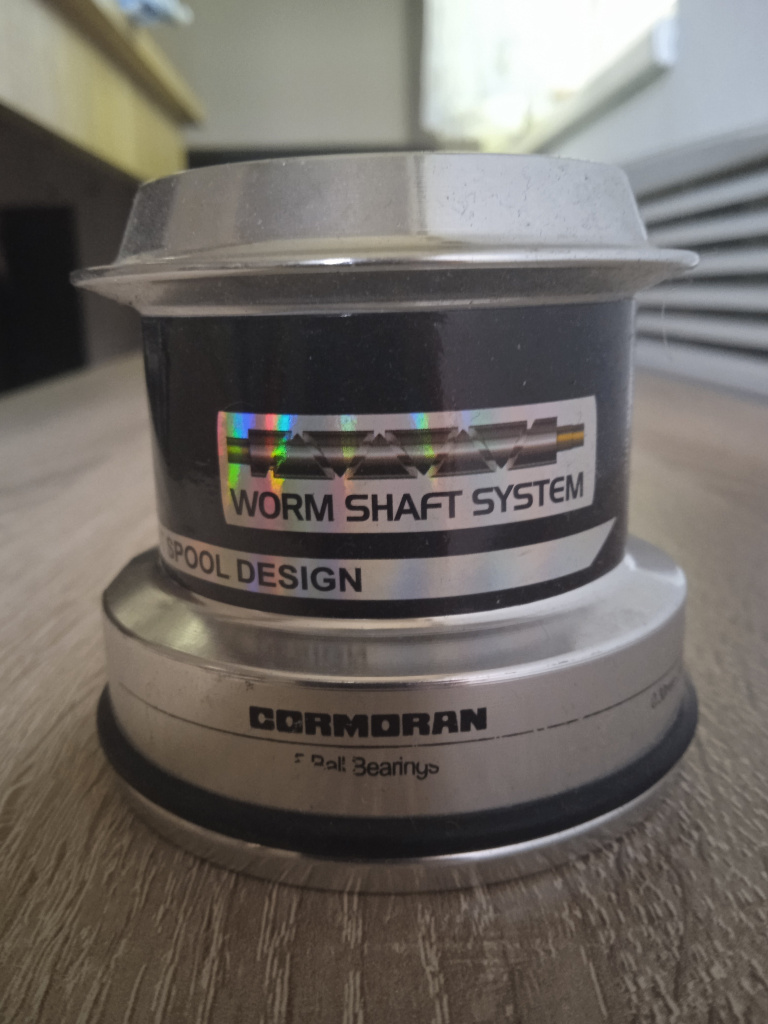 WORM SHAFT SYSTEM
SPOOL DESIGN
CORMORAN
Ball Bearings